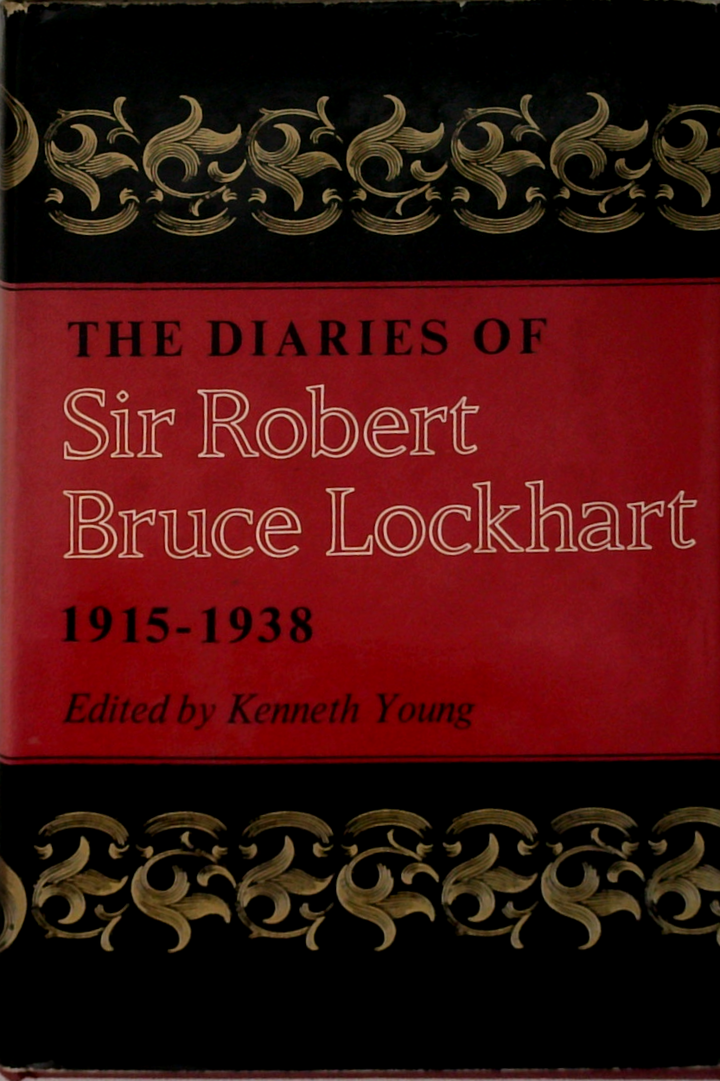 THE DIARIES OF
Sir Robert
Bruce Lockhart
1915-1938
Edited by Kenneth Young